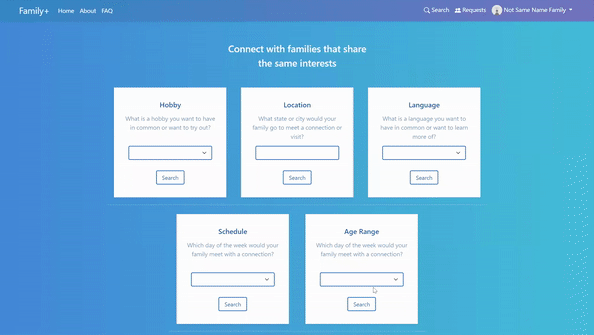 Family+ Home About FAQ Search Requests Not Same Name Family
Connect with families that share
the same interests
Hobby
What is a hobby you want to have
in common or want to try out?
Search
Location
What state or city would your
family go to meet a connection or
visit?
Search
Language
What is a language you want to
have in common or want to learn
more of?
Search
Schedule
Which day of the week would your
family meet with a connection?
Search
Age Range
Which day of the week would your
family meet with a connection?
Search